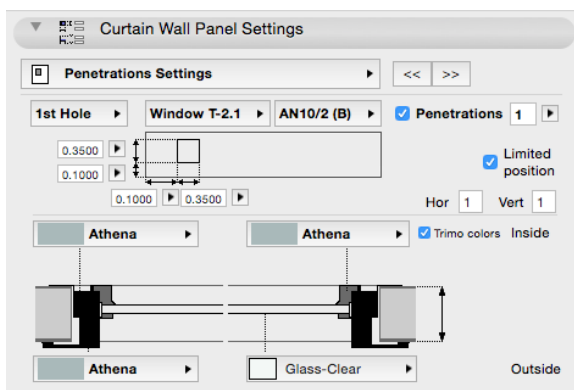 Curtain Wall Panel Settings
Penetrations Settings << >>
1st Hole Window T-2.1 AN10/2 (B) Penetrations 1
0.3500 Limited
0.1000 position
0.1000 0.3500 Hor 1 Vert 1
Athena Athena Trimo colors Inside
Athena Glass-Clear Outside